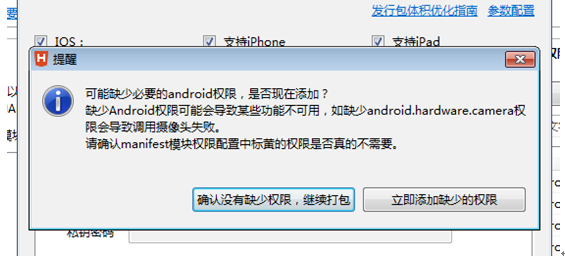 发行包体积优化指南 参数配置
IOS： 支持iPhone 支持iPad
提醒
可能缺少必要的android权限，是否现在添加？
缺少Android权限可能会导致某些功能不可用，如缺少android.hardware.camera权
限会导致调用摄像头失败。
请确认manifest模块权限配置中标黄的权限是否真的不需要。
确认没有缺少权限，继续打包 立即添加缺少的权限
私钥密码